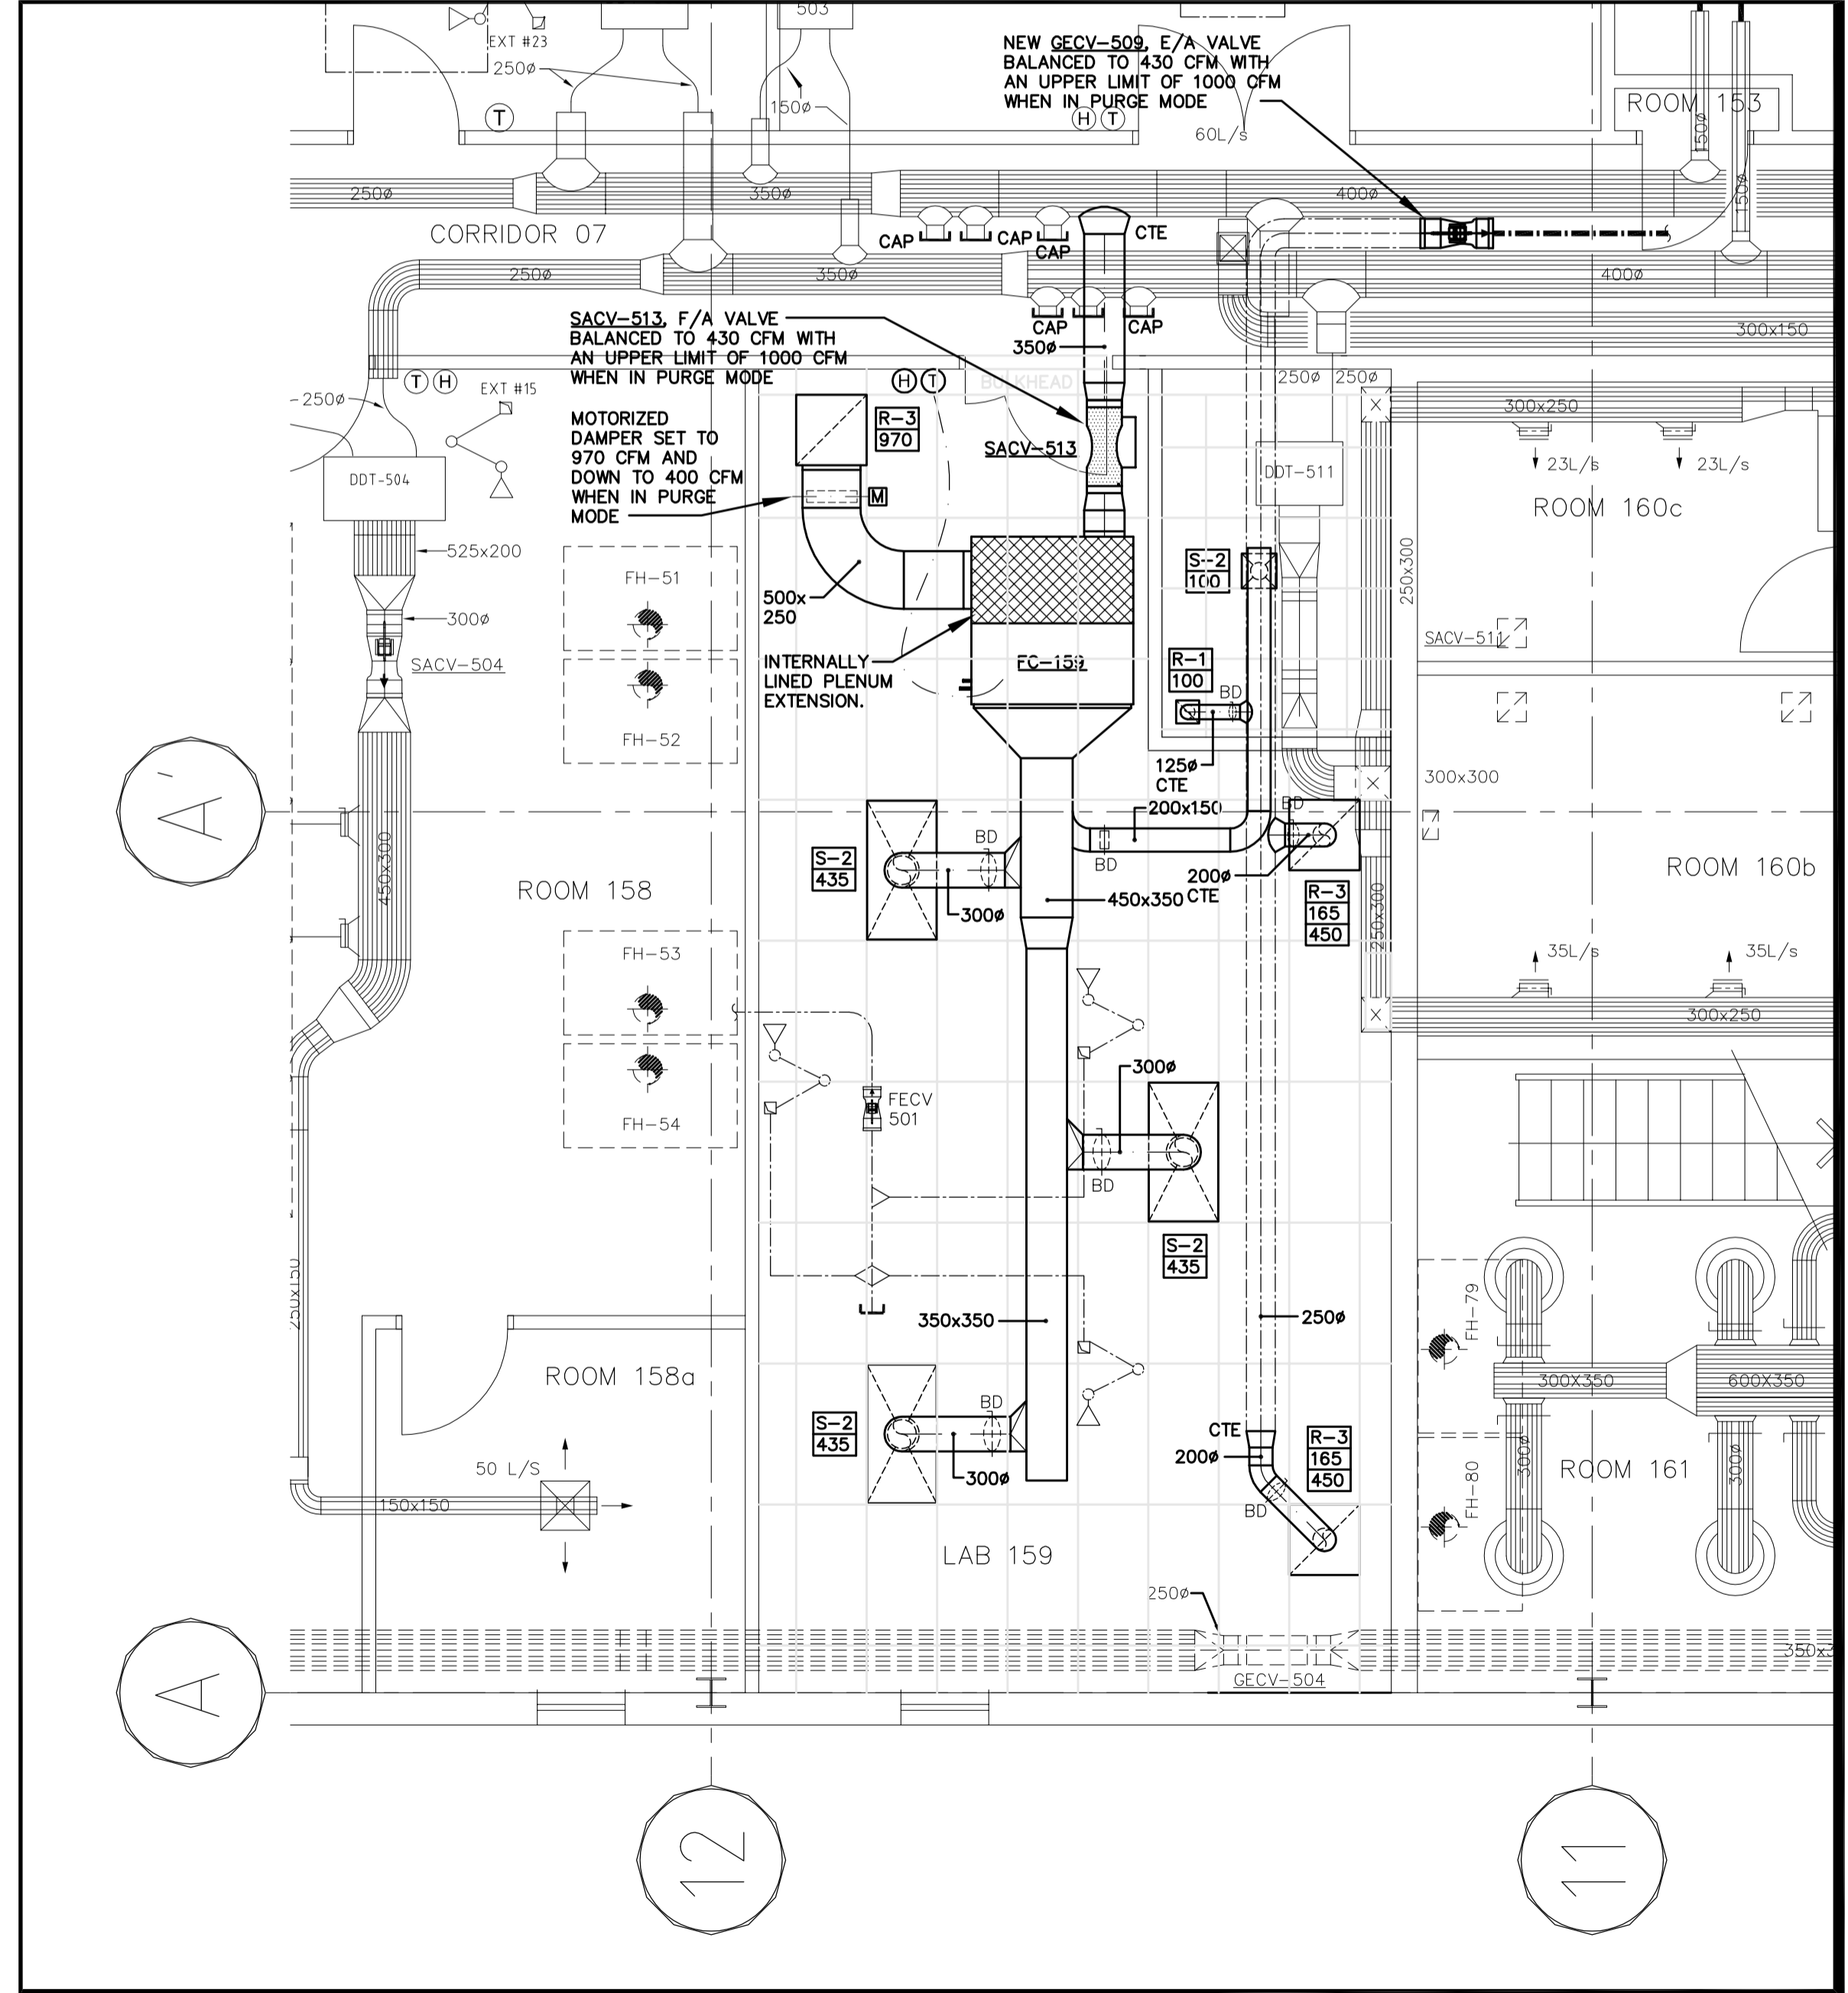 503
EXT #23
250ø
150ø
NEW GECV-509, E/A VALVE
BALANCED TO 430 CFM WITH
AN UPPER LIMIT OF 1000 CFM
WHEN IN PURGE MODE
T
H T
60L/s
ROOM 153
150ø
150ø
250ø
350ø
400ø
CORRIDOR 07
CAP
CAP
CAP
CTE
250ø
350ø
400ø
CAP
CAP
300x150
350ø
SACV-513, F/A VALVE
BALANCED TO 430 CFM WITH
AN UPPER LIMIT OF 1000 CFM
WHEN IN PURGE MODE
T H
EXT #15
250ø
H T
BULKHEAD
250ø
250ø
MOTORIZED
DAMPER SET TO
970 CFM AND
DOWN TO 400 CFM
WHEN IN PURGE
MODE
R-3
970
M
SACV-513
DDT-504
DDT-511
300x250
23L/s
23L/s
ROOM 160c
525x200
300ø
SACV-504
FH-51
FH-52
500x
250
INTERNALLY
LINED PLENUM
EXTENSION.
FC-159
S-2
100
R-1
100
BD
125ø
CTE
250x300
SACV-511
300x300
A'
450x300
ROOM 158
S-2
435
BD
300ø
200x150
BD
BD
200ø
CTE
450x350
R-3
165
450
250x300
ROOM 160b
35L/s
35L/s
300x250
FH-53
FH-54
FECV
501
300ø
BD
S-2
435
350x350
250ø
250x150
ROOM 158a
50 L/S
150x150
S-2
435
BD
300ø
CTE
200ø
BD
R-3
165
450
FH-79
FH-80
300X350
600X350
300ø
300ø
ROOM 161
LAB 159
250ø
GECV-504
A
12
11